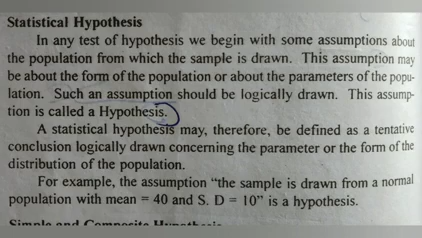 Statistical Hypothesis
In any test of hypothesis we begin with some assumptions about
the population from which the sample is drawn. This assumption may
be about the form of the population or about the parameters of the popu-
lation. Such an assumption should be logically drawn. This assump-
tion is called a Hypothesis.
A statistical hypothesis may, therefore, be defined as a tentative
conclusion logically drawn concerning the parameter or the form of the
distribution of the population.
For example, the assumption “the sample is drawn from a normal
population with mean = 40 and S. D = 10” is a hypothesis.
Simple and Composite Hypothesis